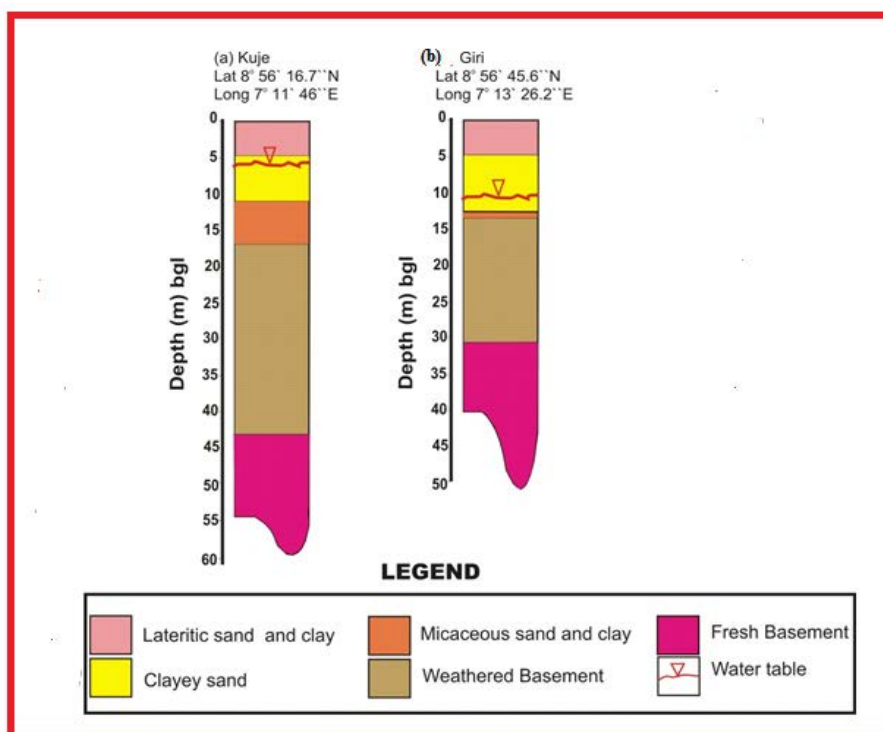 (a) Kuje
Lat 8° 56` 16.7``N
Long 7° 11` 46``E
0
5
10
15
20
25
30
35
40
45
50
55
60
Depth (m) bgl
(b) Giri
Lat 8° 56` 45.6``N
Long 7° 13` 26.2``E
0
5
10
15
20
25
30
35
40
45
50
Depth (m) bgl
LEGEND
Lateritic sand and clay
Micaceous sand and clay
Fresh Basement
Clayey sand
Weathered Basement
Water table